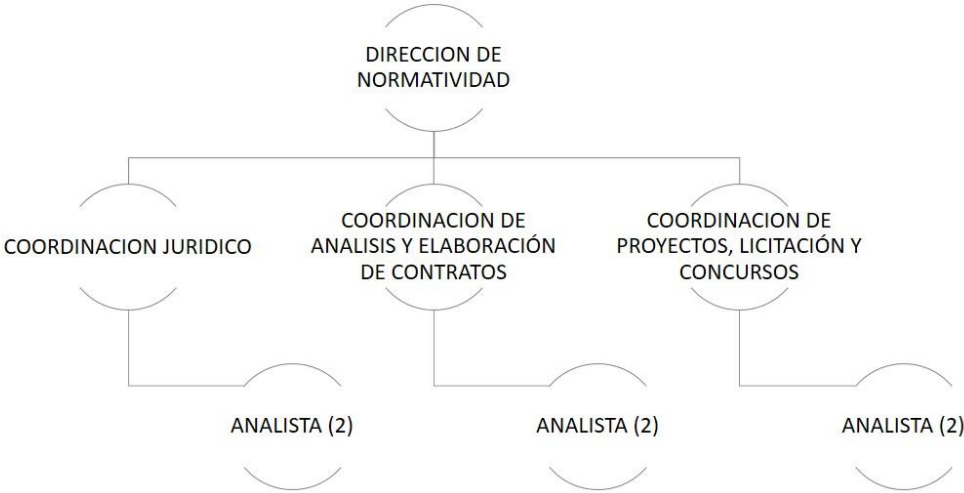 DIRECCION DE
NORMATIVIDAD
COORDINACION JURIDICO
COORDINACION DE
ANALISIS Y ELABORACIÓN
DE CONTRATOS
COORDINACION DE
PROYECTOS, LICITACIÓN Y
CONCURSOS
ANALISTA (2)
ANALISTA (2)
ANALISTA (2)